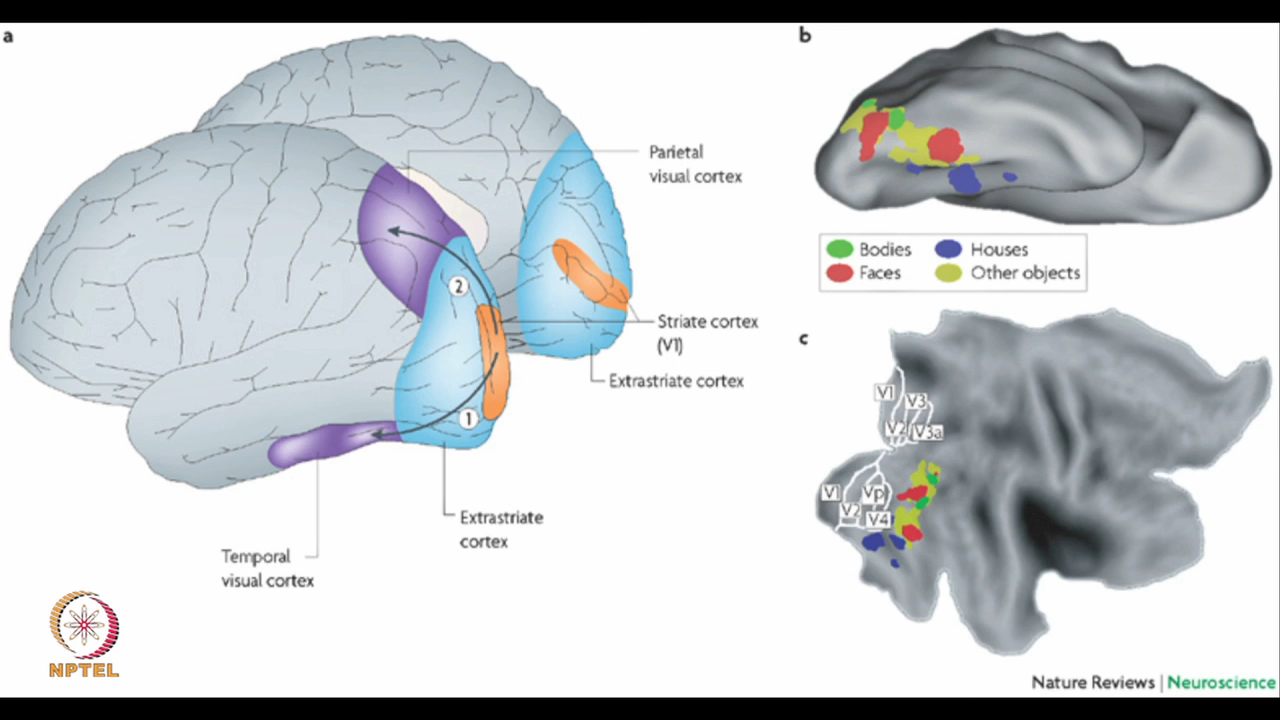 a
Parietal
visual cortex
2
Striate cortex
(V1)
Extrastriate cortex
1
Extrastriate
cortex
Temporal
visual cortex
NPTEL
b
Bodies
Houses
Faces
Other objects
c
V1
V3
V2
V3a
V1
Vp
V2
V4
Nature Reviews | Neuroscience